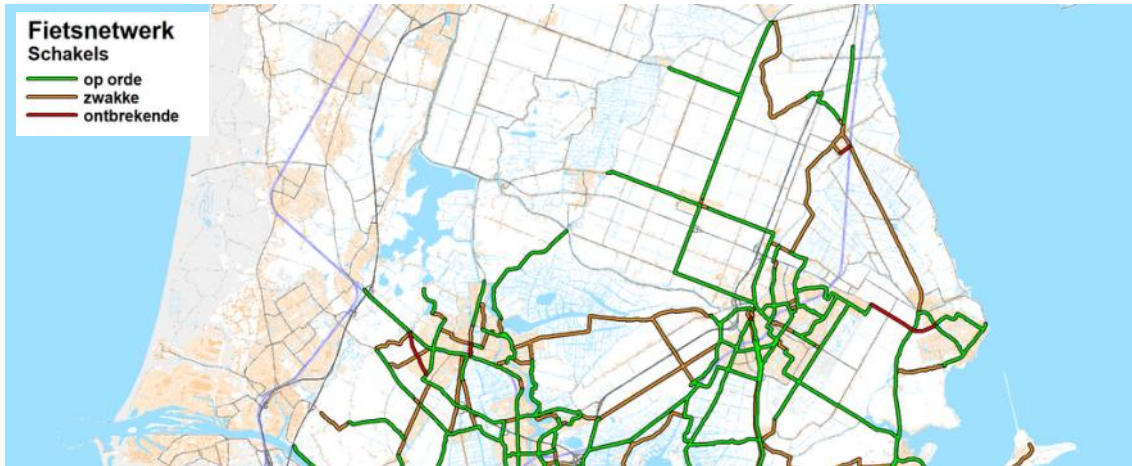 Fietsnetwerk
Schakels
op orde
zwakke
ontbrekende